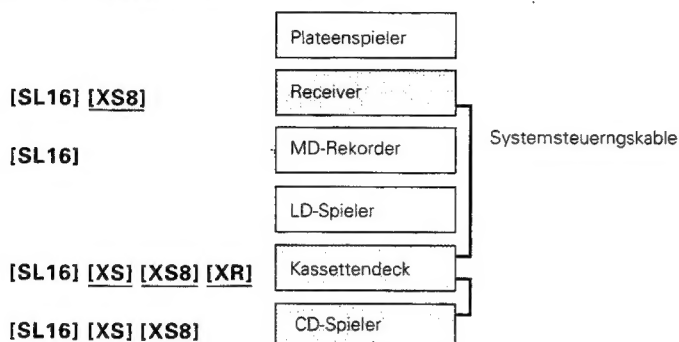 Plateenspieler
[SL16] [XS8] Receiver
Systemsteuerngskable
[SL16] MD-Rekorder
LD-Spieler
[SL16] [XS] [XS8] [XR] Kassettendeck
[SL16] [XS] [XS8] CD-Spieler